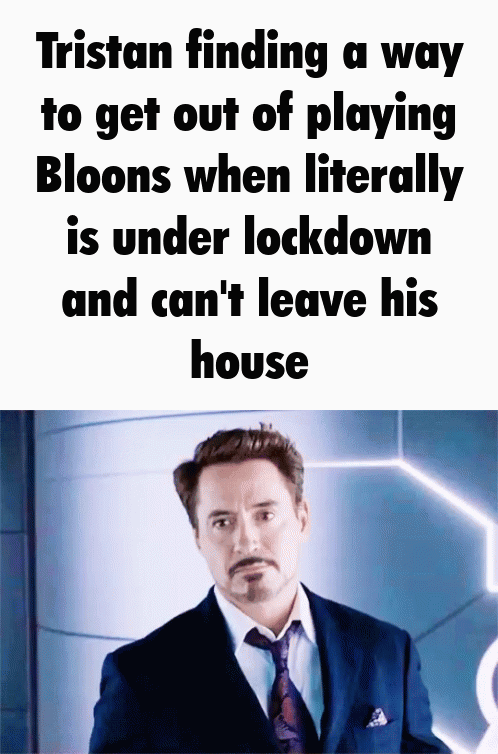 Tristan finding a way
to get out of playing
Bloons when literally
is under lockdown
and can't leave his
house